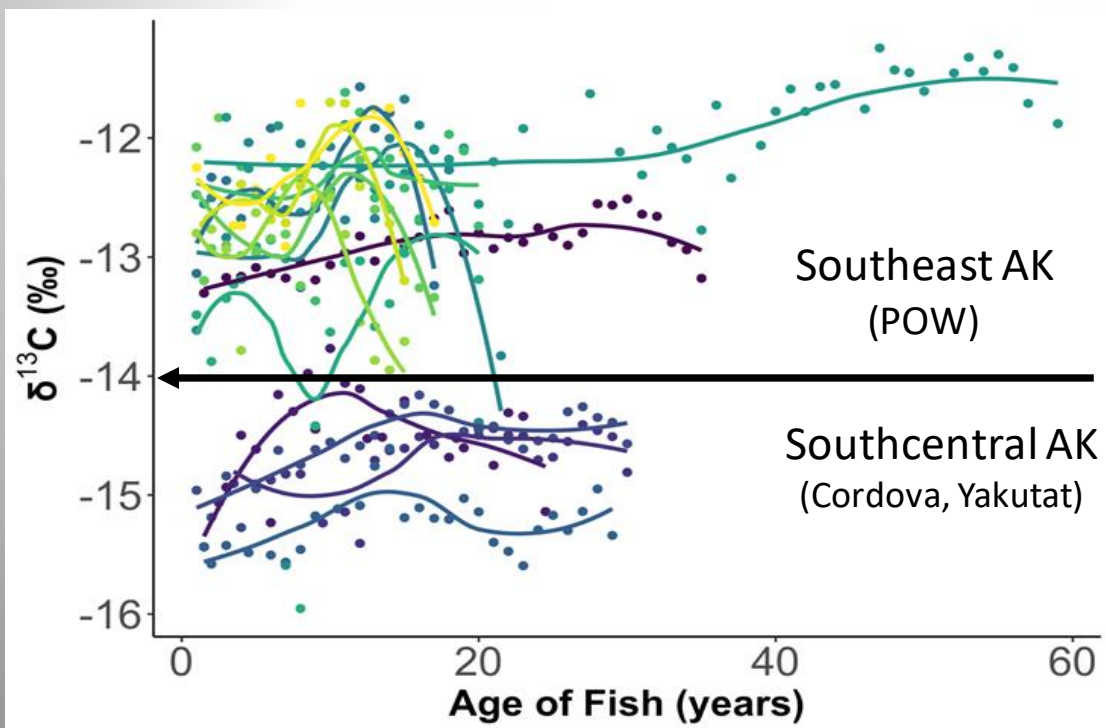 δ¹³C (‰)
-12
-13
-14
-15
-16
Southeast AK
(POW)
Southcentral AK
(Cordova, Yakutat)
0 20 40 60
Age of Fish (years)